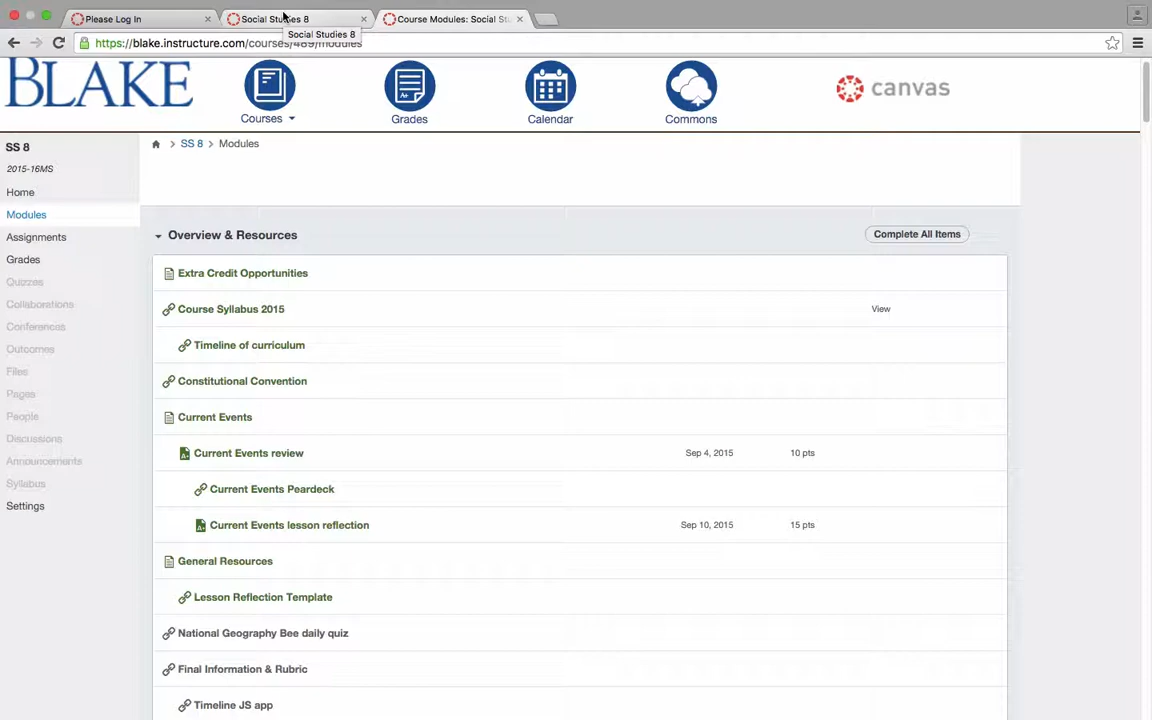 Please Log In
Social Studies 8
Course Modules: Social Stu
Social Studies 8
https://blake.instructure.com/courses/489/modules
BLAKE
Courses
Grades
Calendar
Commons
canvas
SS 8
2015-16MS
Home
Modules
Assignments
Grades
Quizzes
Collaborations
Conferences
Outcomes
Files
Pages
People
Discussions
Announcements
Syllabus
Settings
> SS 8 > Modules
Overview & Resources
Complete All Items
Extra Credit Opportunities
Course Syllabus 2015 View
Timeline of curriculum
Constitutional Convention
Current Events
Current Events review Sep 4, 2015 10 pts
Current Events Peardeck
Current Events lesson reflection Sep 10, 2015 15 pts
General Resources
Lesson Reflection Template
National Geography Bee daily quiz
Final Information & Rubric
Timeline JS app